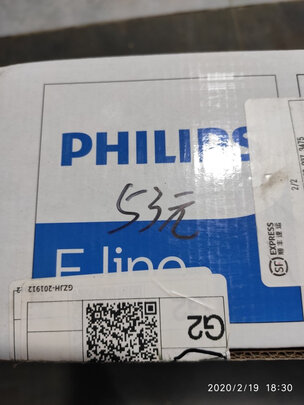 PHILIPS
53元
E line
GZJH-201912
G2
2/2
SF EXPRESS
顺丰速运
2020/2/19 18:30